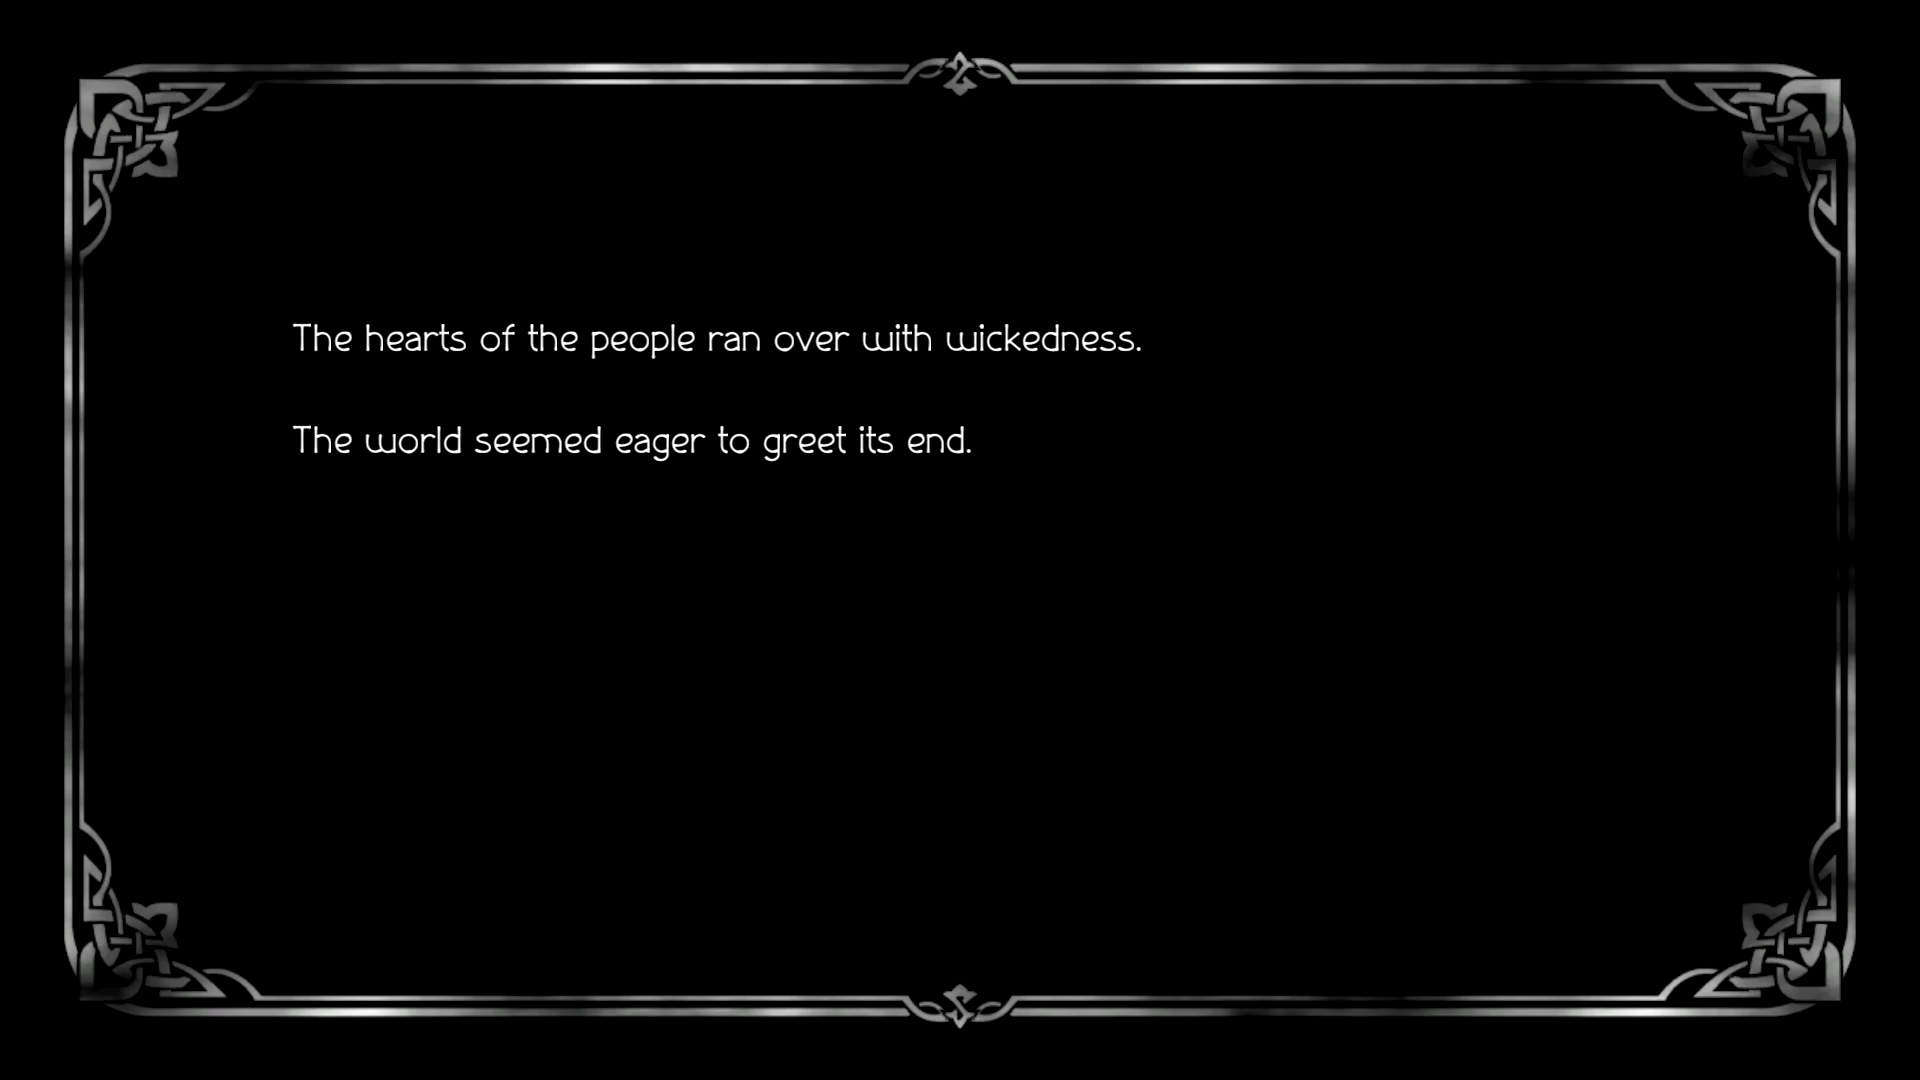 The hearts of the people ran over with wickedness.
The world seemed eager to greet its end.